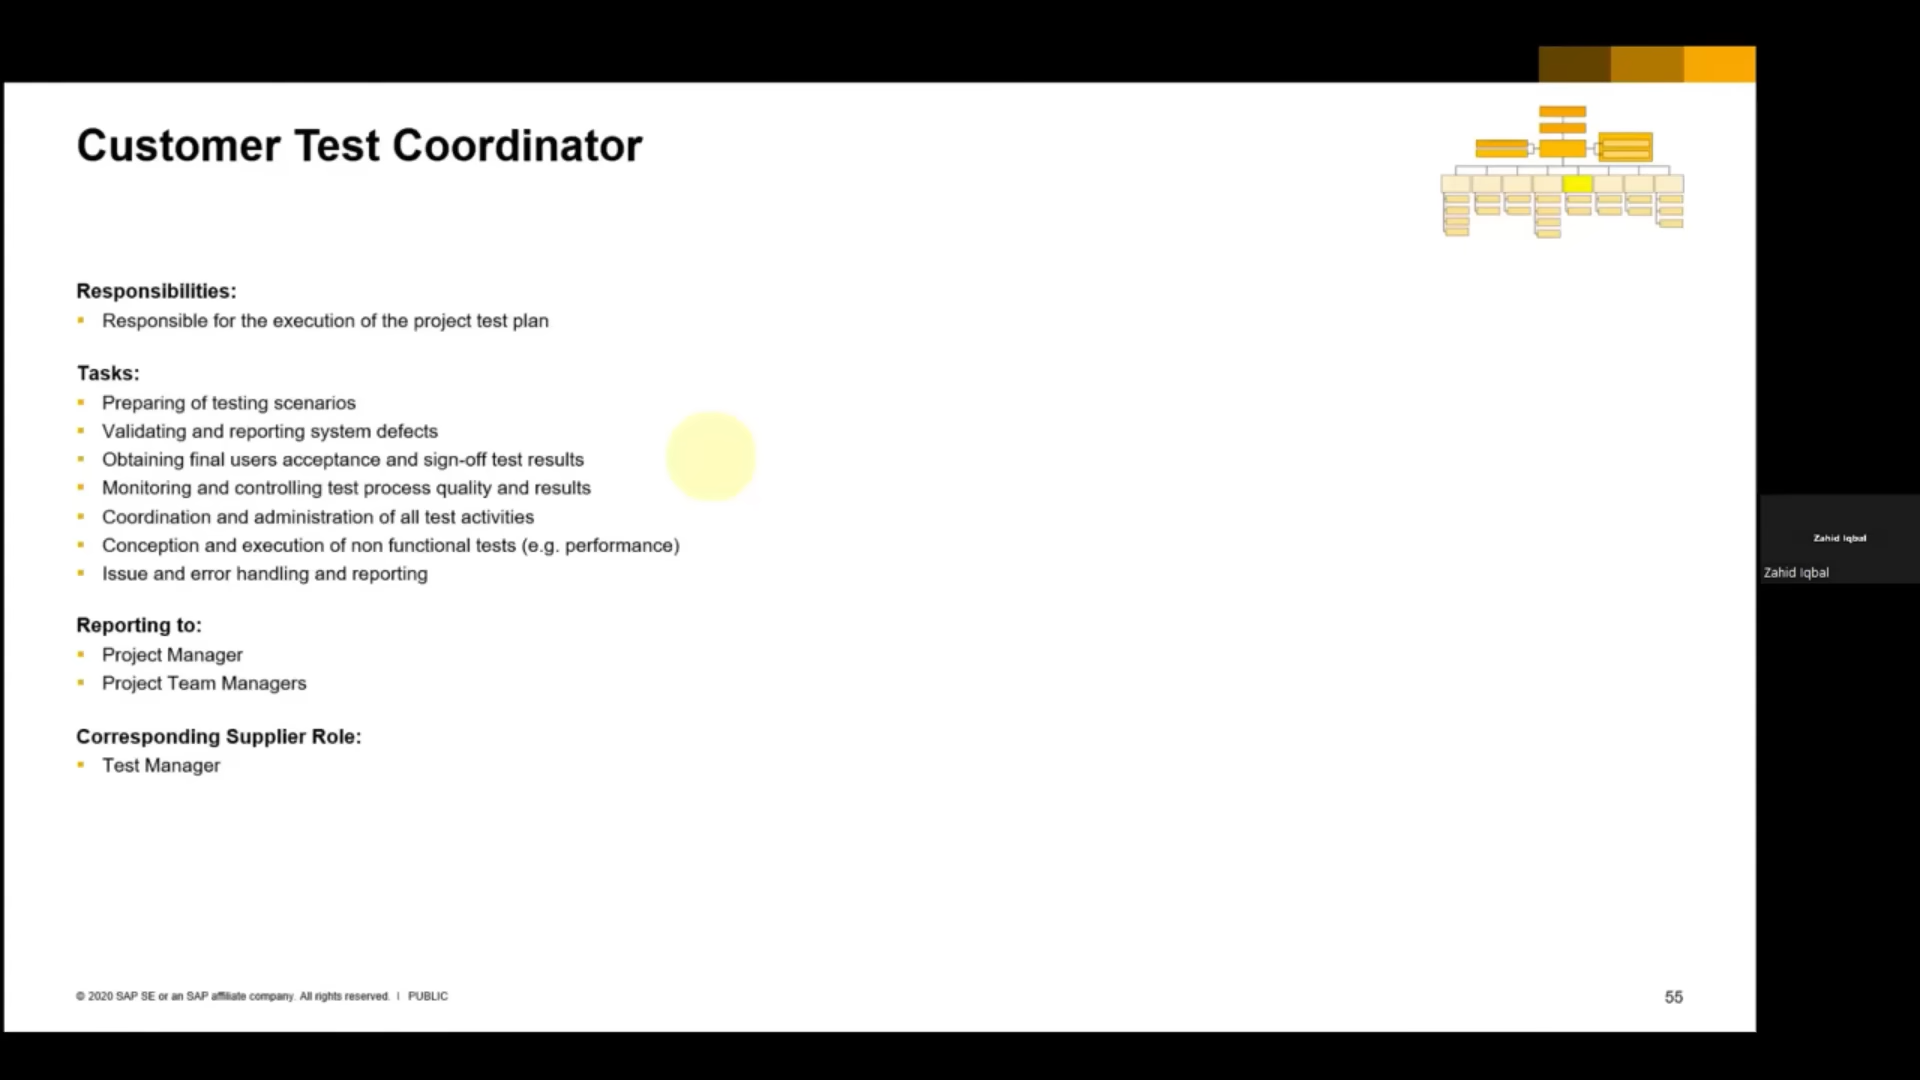 Customer Test Coordinator
Responsibilities:
Responsible for the execution of the project test plan
Tasks:
Preparing of testing scenarios
Validating and reporting system defects
Obtaining final users acceptance and sign-off test results
Monitoring and controlling test process quality and results
Coordination and administration of all test activities
Conception and execution of non functional tests (e.g. performance)
Issue and error handling and reporting
Reporting to:
Project Manager
Project Team Managers
Corresponding Supplier Role:
Test Manager
© 2020 SAP SE or an SAP affiliate company. All rights reserved. | PUBLIC
55
Zahid Iqbal
Zahid Iqbal